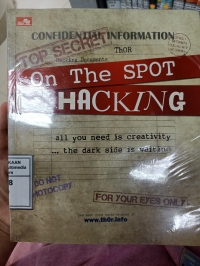 CONFIDENTIAL INFORMATION
TOP SECRET
ThOR
On The SPOT
HACKING
all you need is creativity
... the dark side is waiting
DO NOT
PHOTOCOPY
FOR YOUR EYES ONLY